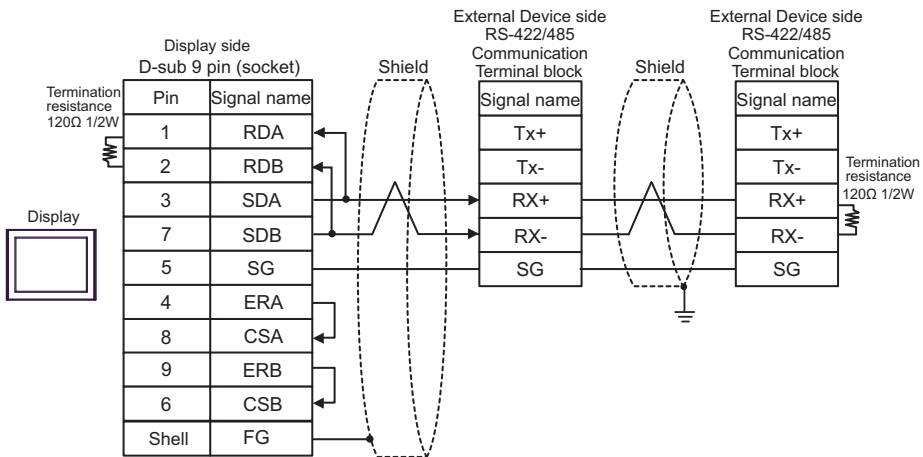 External Device side
RS-422/485
Communication
Terminal block
External Device side
RS-422/485
Communication
Terminal block
Display side
D-sub 9 pin (socket)
Shield
Shield
Termination
resistance
120Ω 1/2W
Pin Signal name
1 RDA
2 RDB
3 SDA
7 SDB
5 SG
4 ERA
8 CSA
9 ERB
6 CSB
Shell FG
Display
Signal name
Tx+
Tx-
RX+
RX-
SG
Signal name
Tx+
Tx-
RX+
RX-
SG
Termination
resistance
120Ω 1/2W